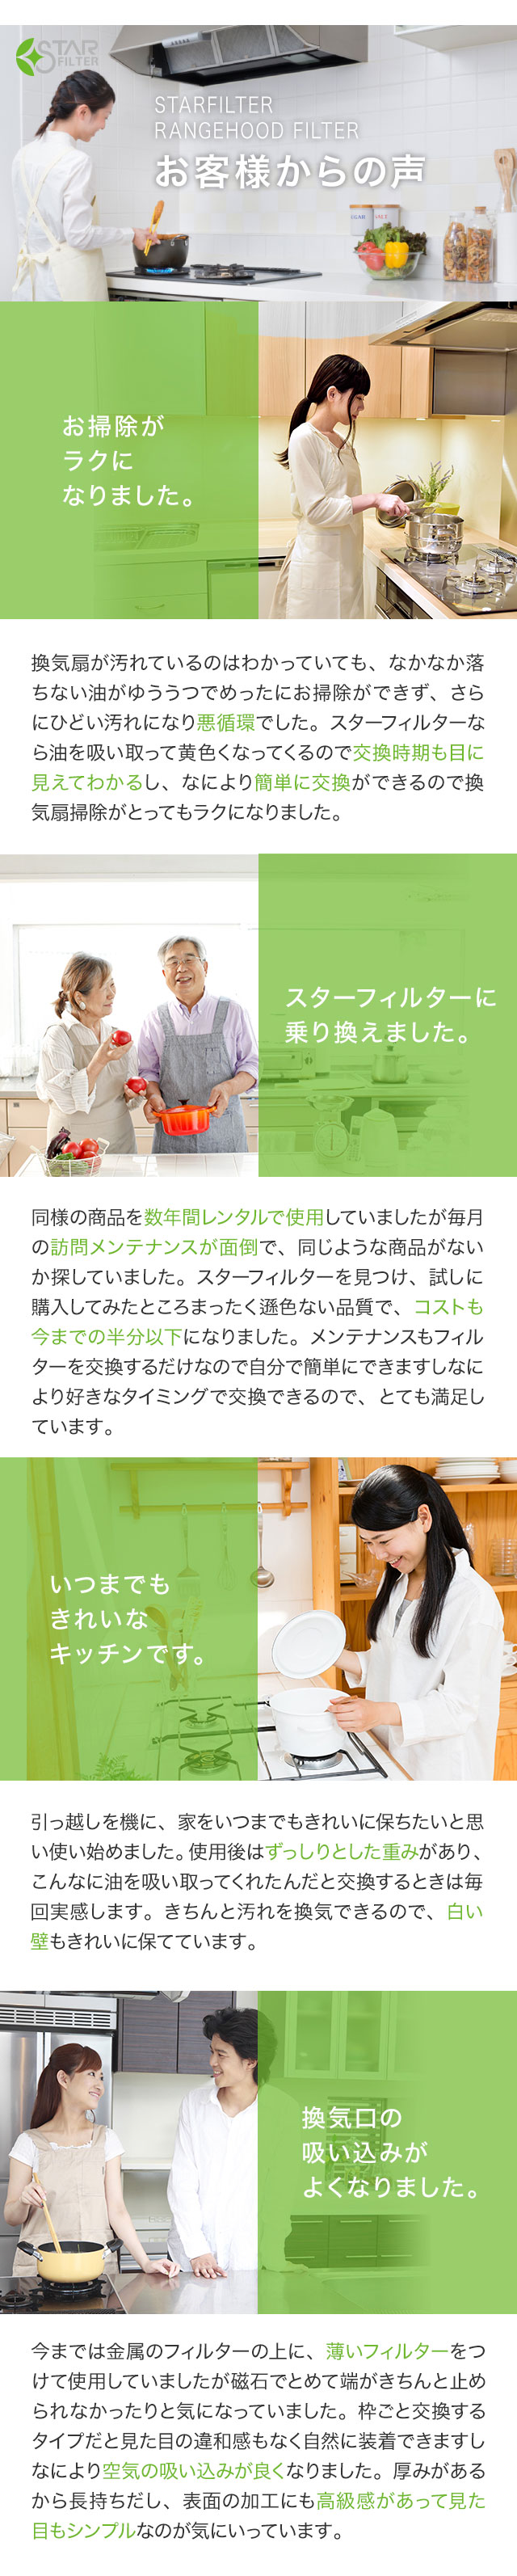 STAR
FILTER
STARFILTER
RANGEHOOD FILTER
お客様からの声
SALT
お掃除が
ラクに
なりました。
換気扇が汚れているのはわかっていても、なかなか落
ちない油がゆううつでめったにお掃除ができず、さら
にひどい汚れになり悪循環でした。スターフィルターな
ら油を吸い取って黄色くなってくるので交換時期も目に
見えてわかるし、なにより簡単に交換ができるので換
気扇掃除がとってもラクになりました。
スターフィルターに
乗り換えました。
同様の商品を数年間レンタルで使用していましたが毎月
の訪問メンテナンスが面倒で、同じような商品がない
か探していました。スターフィルターを見つけ、試しに
購入してみたところまったく遜色ない品質で、コストも
今までの半分以下になりました。メンテナンスもフィル
ターを交換するだけなので自分で簡単にできますしなに
より好きなタイミングで交換できるので、とても満足し
ています。
いつまでも
きれいな
キッチンです。
引っ越しを機に、家をいつまでもきれいに保ちたいと思
い使い始めました。使用後はずっしりとした重みがあり、
こんなに油を吸い取ってくれたんだと交換するときは毎
回実感します。きちんと汚れを換気できるので、白い
壁もきれいに保てています。
換気口の
吸い込みが
よくなりました。
今までは金属のフィルターの上に、薄いフィルターをつ
けて使用していましたが磁石でとめて端がきちんと止め
られなかったりと気になっていました。枠ごと交換する
タイプだと見た目の違和感もなく自然に装着できますし
なにより空気の吸い込みが良くなりました。厚みがある
から長持ちだし、表面の加工にも高級感があって見た
目もシンプルなのが気にいっています。